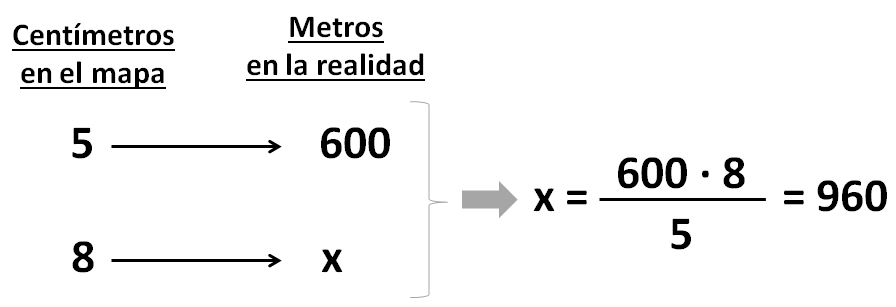 Centímetros
en el mapa
Metros
en la realidad
5 600
8 x
x = 600 · 8 / 5 = 960